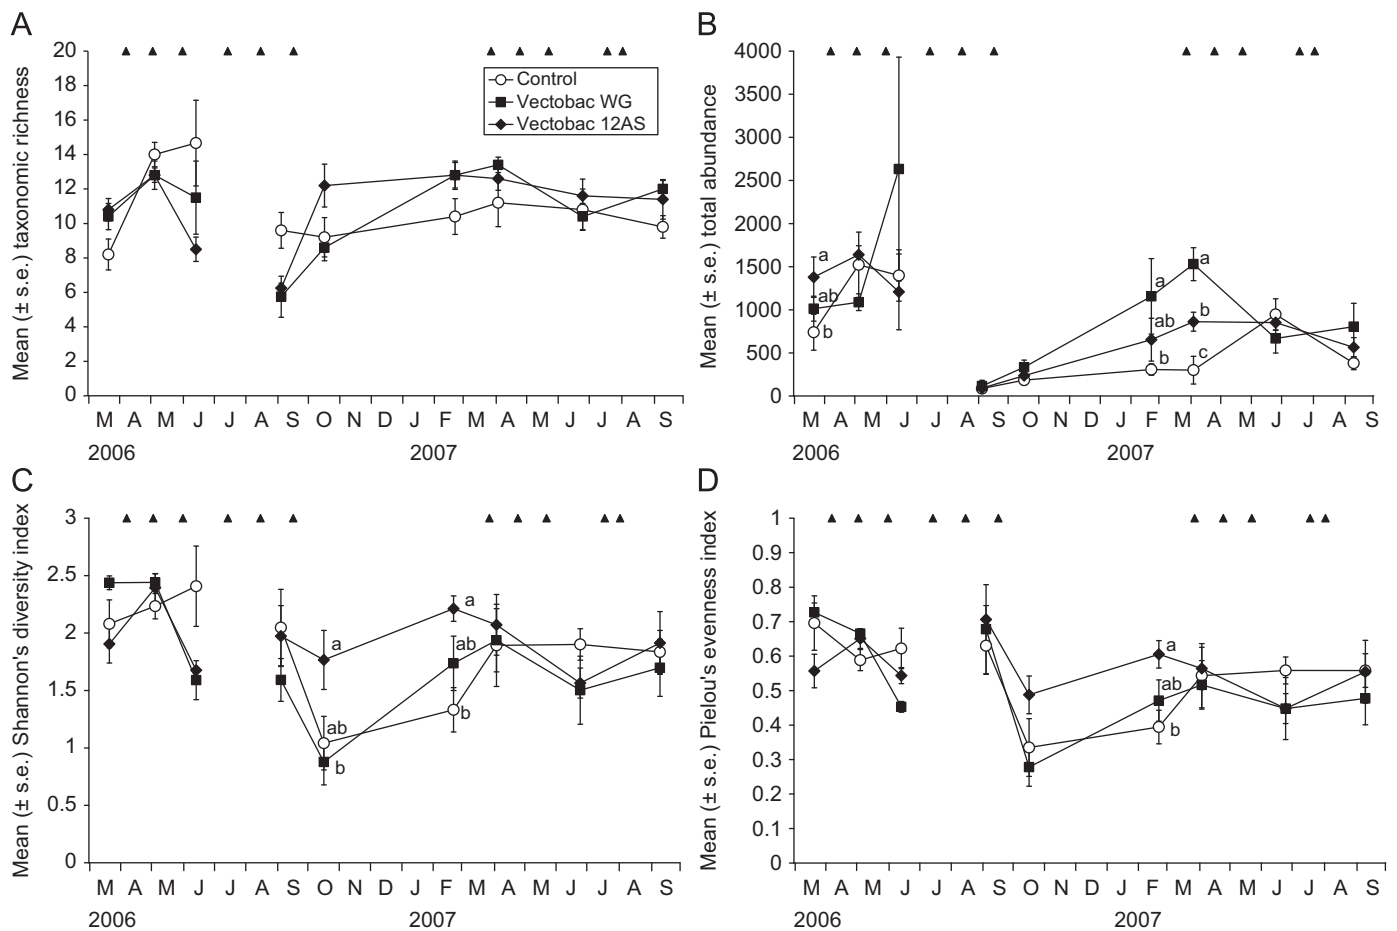 A
Mean (± s.e.) taxonomic richness
20
18
16
14
12
10
8
6
4
2
0
Control
Vectobac WG
Vectobac 12AS
M A M J J A S O N D J F M A M J J A S
2006 2007
B
Mean (± s.e.) total abundance
4000
3500
3000
2500
2000
1500
1000
500
0
a
ab
b
a
ab
b
a
b
c
M A M J J A S O N D J F M A M J J A S
2006 2007
C
Mean (± s.e.) Shannon's diversity index
3
2.5
2
1.5
1
0.5
0
a
ab
b
a
ab
b
M A M J J A S O N D J F M A M J J A S
2006 2007
D
Mean (± s.e.) Pielou's evenness index
1
0.9
0.8
0.7
0.6
0.5
0.4
0.3
0.2
0.1
0
a
ab
b
M A M J J A S O N D J F M A M J J A S
2006 2007